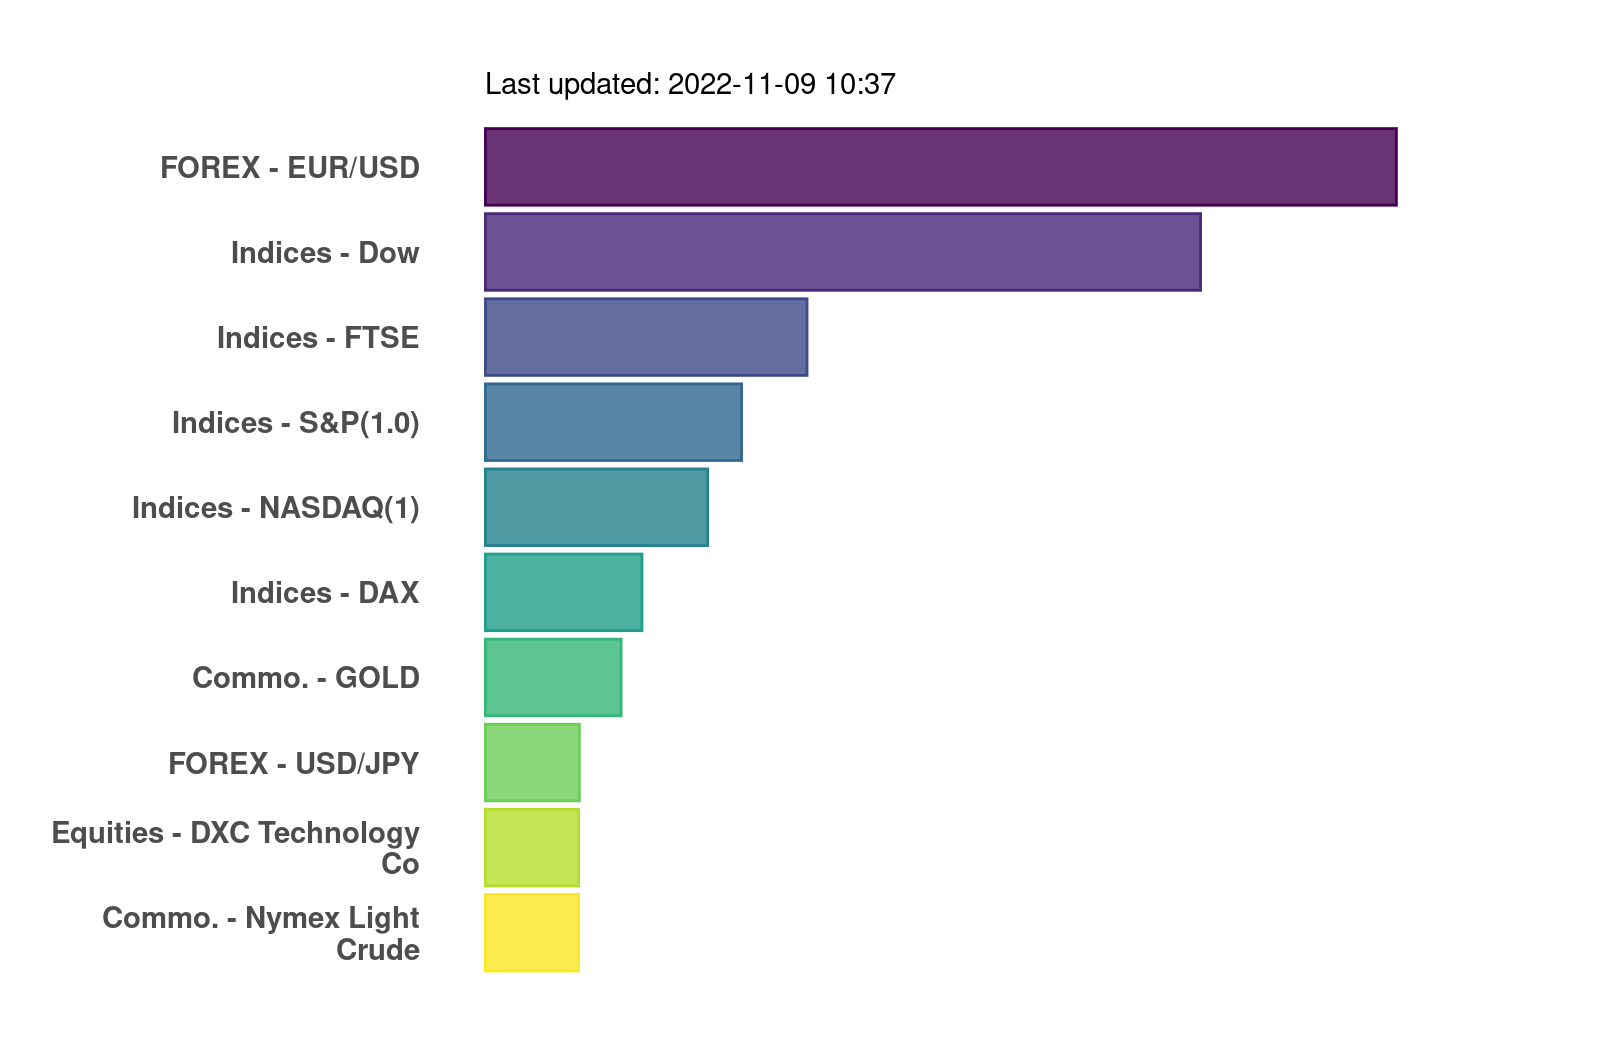 Last updated: 2022-11-09 10:37
FOREX - EUR/USD
Indices - Dow
Indices - FTSE
Indices - S&P(1.0)
Indices - NASDAQ(1)
Indices - DAX
Commo. - GOLD
FOREX - USD/JPY
Equities - DXC Technology
Co
Commo. - Nymex Light
Crude